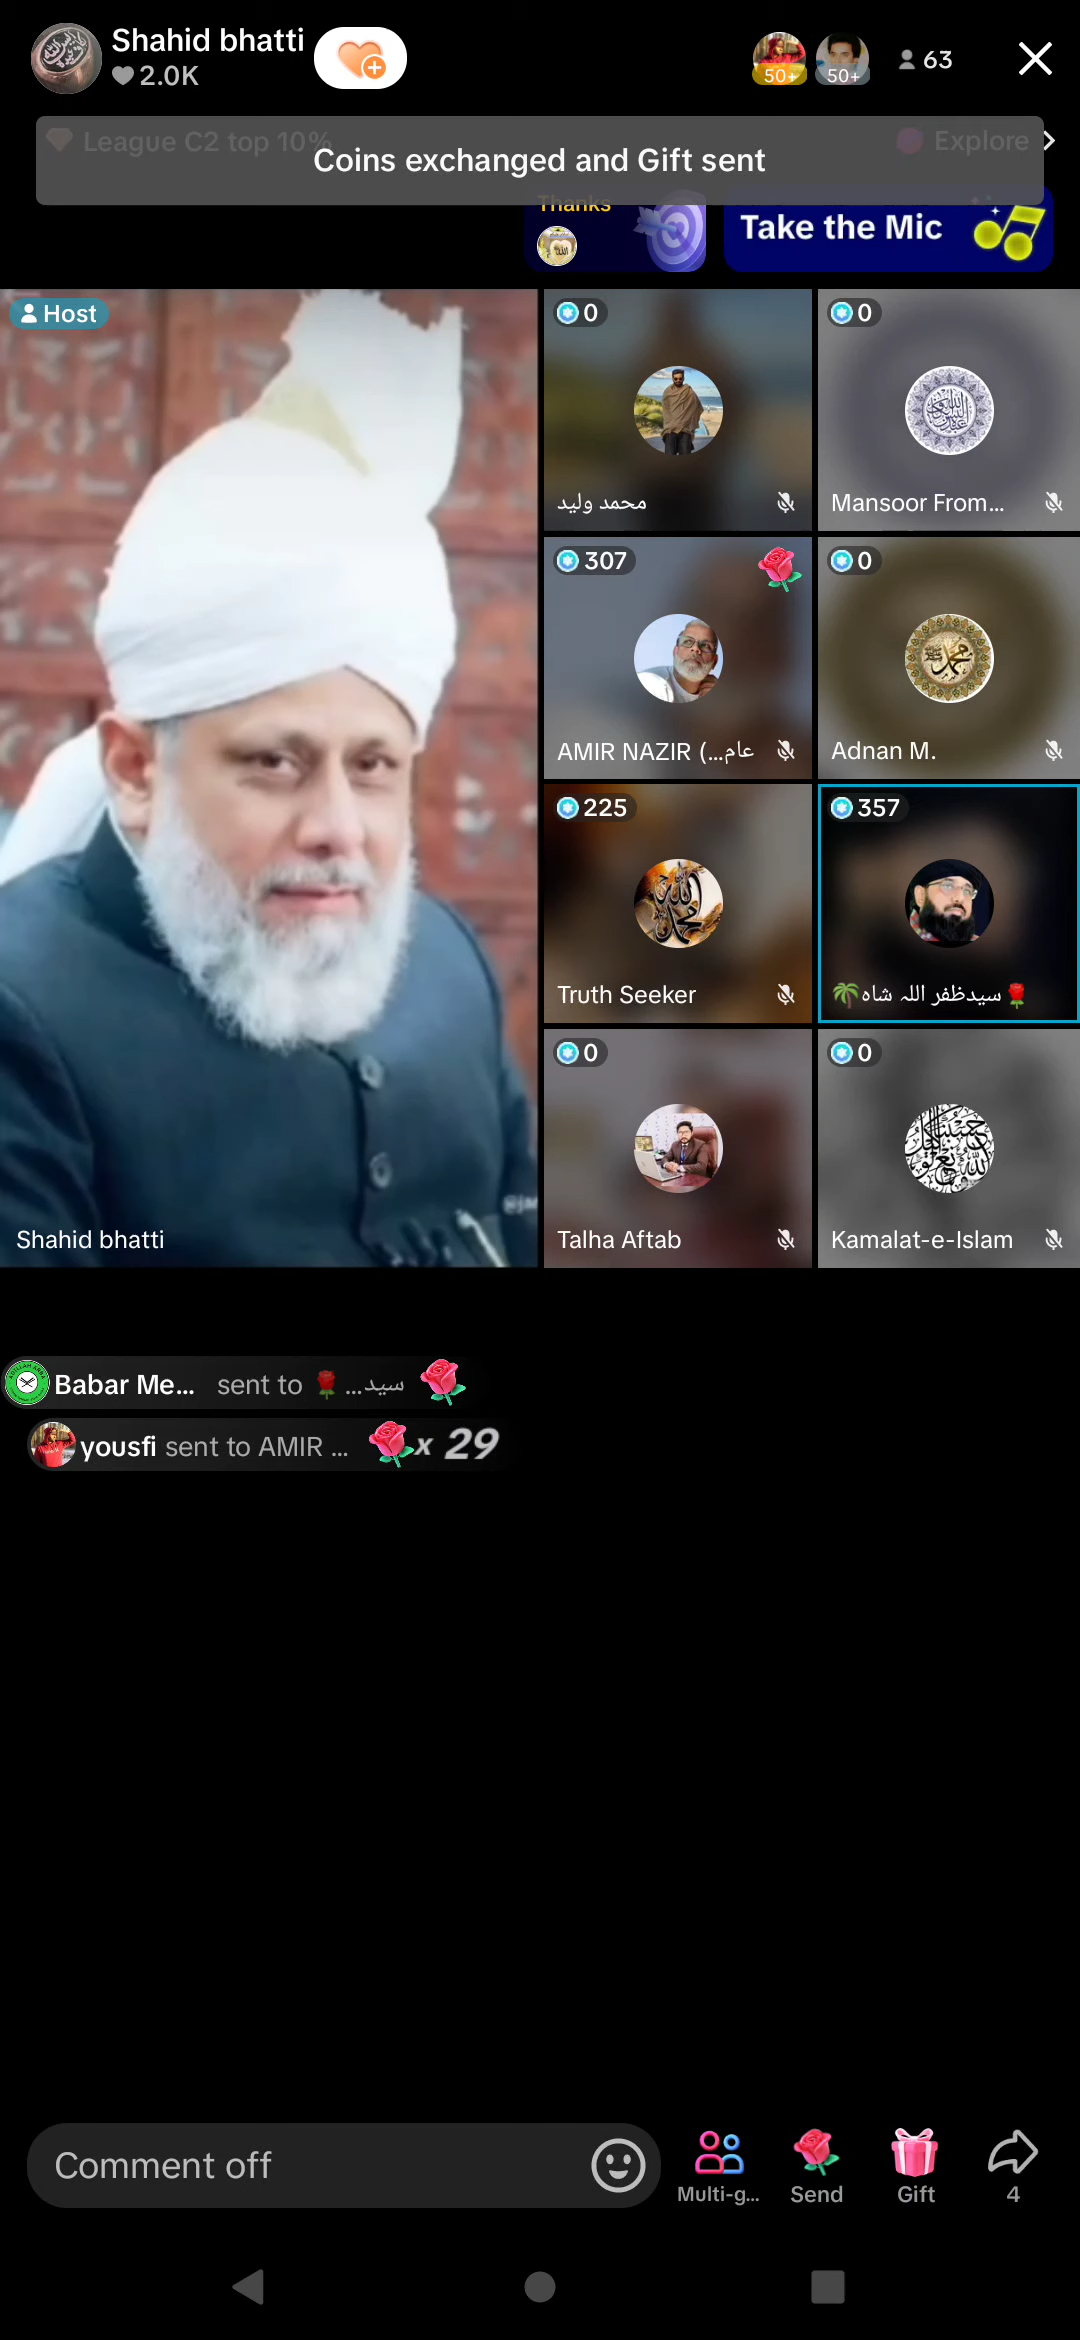 Shahid bhatti
2.0K
50+
50+
63
League C2 top 10%
Explore
Coins exchanged and Gift sent
Thanks
Take the Mic
Host
0
0
محمد ولید
Mansoor From...
307
0
AMIR NAZIR (...عام
Adnan M.
225
357
Truth Seeker
🌴سیدظفر اللہ شاہ🌹
0
0
Shahid bhatti
Talha Aftab
Kamalat-e-Islam
Babar Me... sent to 🌹 ...سید
yousfi sent to AMIR ... x 29
Comment off
Multi-g...
Send
Gift
4